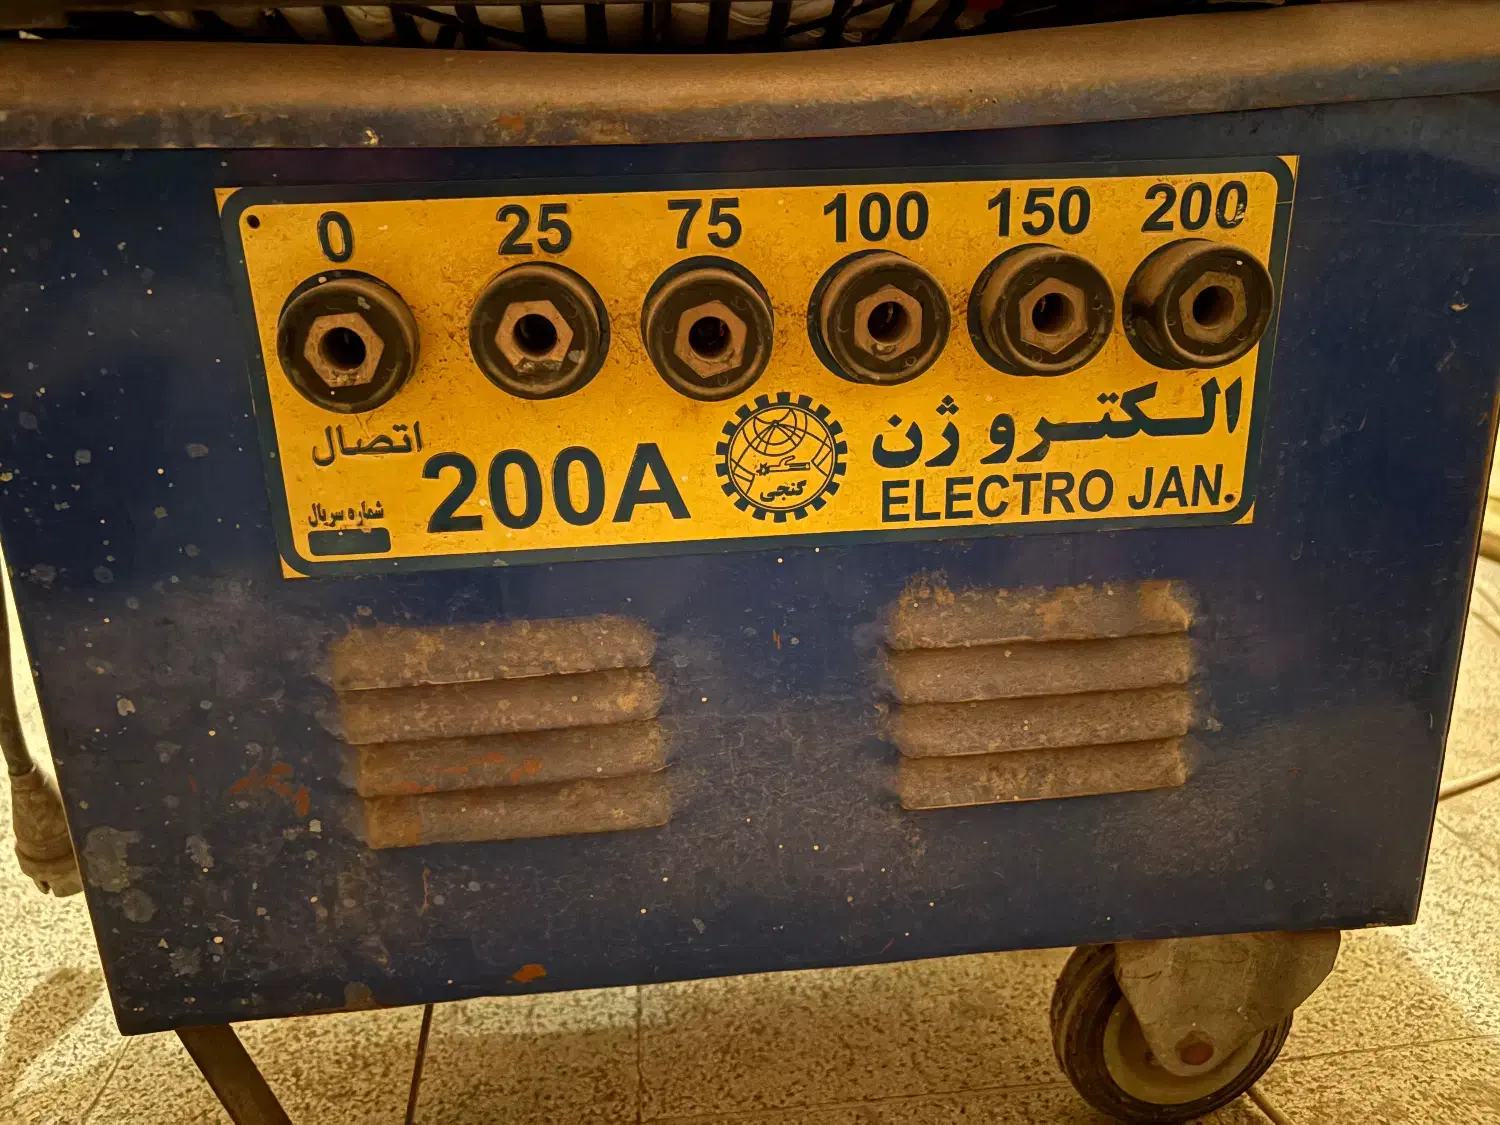 0 25 75 100 150 200
اتصال
200A
گنجی
الکتروژن
ELECTRO JAN.
شماره سریال